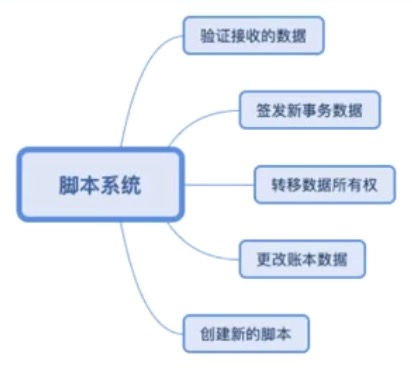 验证接收的数据
签发新事务数据
脚本系统
转移数据所有权
更改账本数据
创建新的脚本